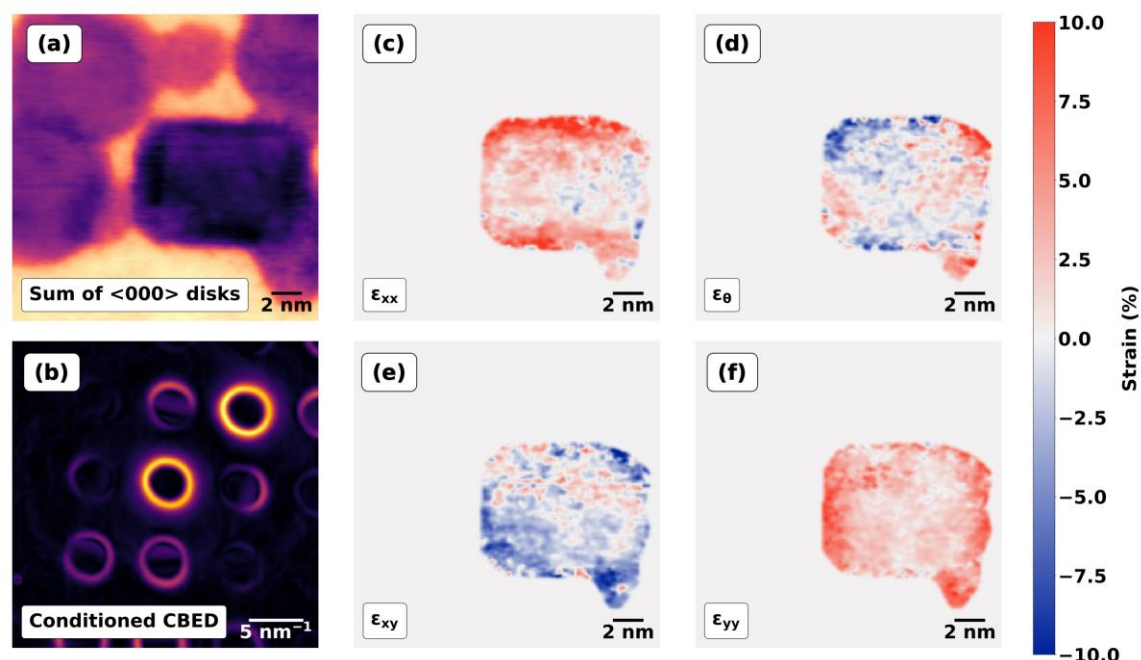 (a)
Sum of <000> disks
2 nm
(c)
εxx
2 nm
(d)
εθ
2 nm
(b)
Conditioned CBED
5 nm⁻¹
(e)
εxy
2 nm
(f)
εyy
2 nm
10.0
7.5
5.0
2.5
0.0
−2.5
−5.0
−7.5
−10.0
Strain (%)